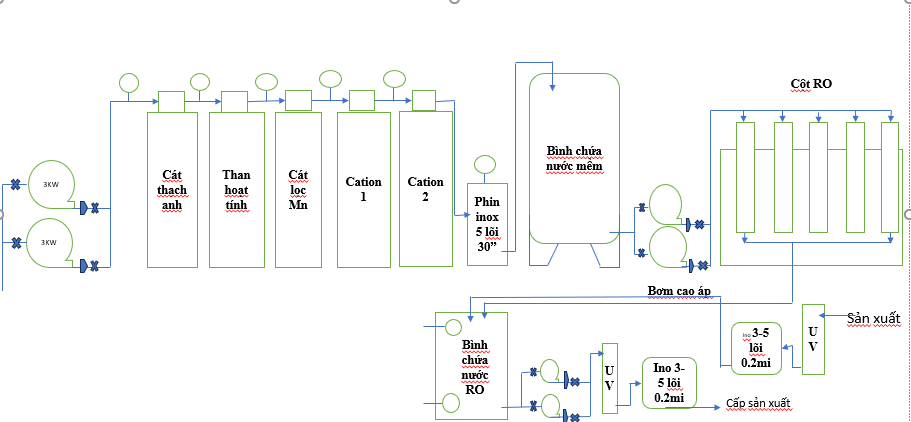 Cột RO
3KW
3KW
Cát
thạch
anh
Than
hoạt
tính
Cát
lọc
Mn
Cation
1
Cation
2
Phin
inox
5 lõi
30”
Bình chứa
nước mềm
Bơm cao áp
Bình
chứa
nước
RO
U
V
Ino 3-
5 lõi
0.2mi
Cấp sản xuất
Ino 3-5
lõi
0.2mi
U
V
Sản xuất